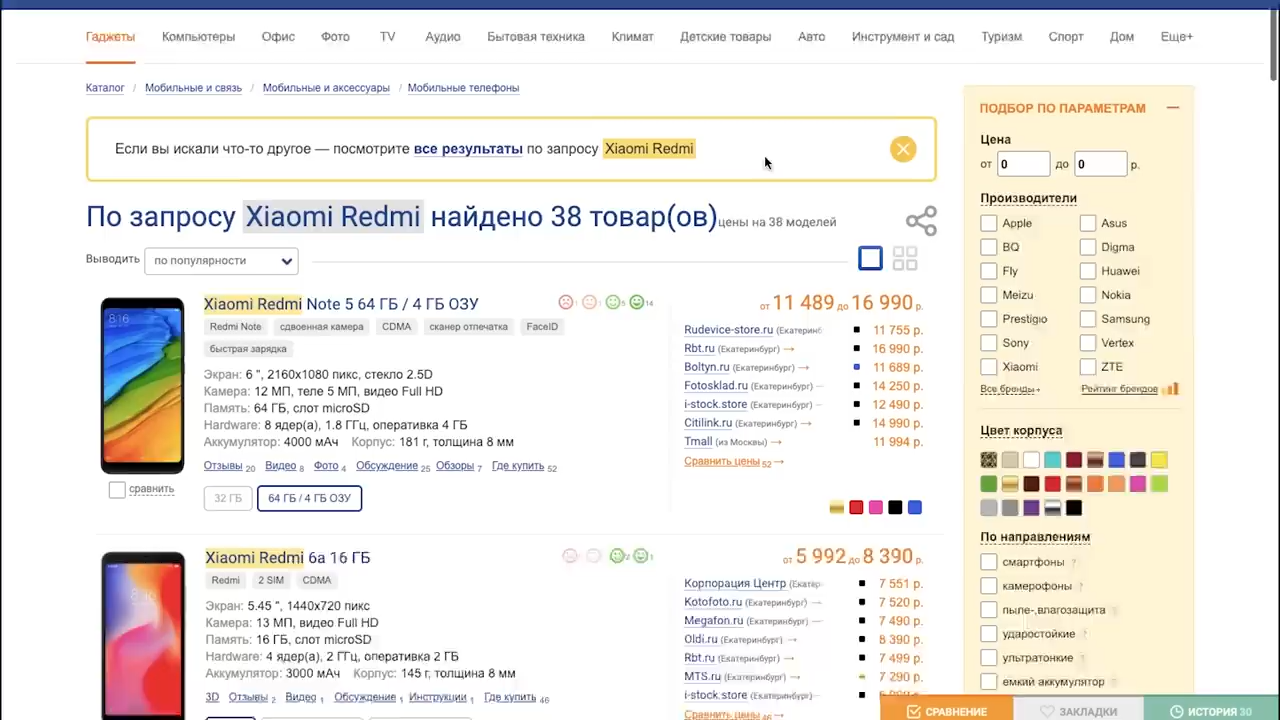 Гаджеты Компьютеры Офис Фото TV Аудио Бытовая техника Климат Детские товары Авто Инструмент и сад Туризм Спорт Дом Еще+
Каталог / Мобильные и связь / Мобильные и аксессуары / Мобильные телефоны
Если вы искали что-то другое — посмотрите все результаты по запросу Xiaomi Redmi
По запросу Xiaomi Redmi найдено 38 товар(ов) цены на 38 моделей
Выводить по популярности
Xiaomi Redmi Note 5 64 ГБ / 4 ГБ ОЗУ
5 14
Redmi Note сдвоенная камера CDMA сканер отпечатка FaceID
быстрая зарядка
Экран: 6 ", 2160x1080 пикс, стекло 2.5D
Камера: 12 МП, теле 5 МП, видео Full HD
Память: 64 ГБ, слот microSD
Hardware: 8 ядер(а), 1.8 ГГц, оперативка 4 ГБ
Аккумулятор: 4000 мАч Корпус: 181 г, толщина 8 мм
Отзывы 20 Видео 8 Фото 4 Обсуждение 25 Обзоры 7 Где купить 52
сравнить
32 ГБ 64 ГБ / 4 ГБ ОЗУ
8:16
от 11 489 до 16 990 р.
Rudevice-store.ru (Екатеринб 11 755 р.
Rbt.ru (Екатеринбург) → 16 990 р.
Boltyn.ru (Екатеринбург) → 11 689 р.
Fotosklad.ru (Екатеринбург) 14 250 р.
i-stock.store (Екатеринбург) 12 490 р.
Citilink.ru (Екатеринбург) → 14 990 р.
Tmall (из Москвы) → 11 994 р.
Сравнить цены 52 →
Xiaomi Redmi 6a 16 ГБ
Redmi 2 SIM CDMA
Экран: 5.45 ", 1440x720 пикс
Камера: 13 МП, видео Full HD
Память: 16 ГБ, слот microSD
Hardware: 4 ядер(а), 2 ГГц, оперативка 2 ГБ
Аккумулятор: 3000 мАч Корпус: 145 г, толщина 8 мм
3D Отзывы 2 Видео 1 Обсуждение 1 Инструкции 1 Где купить 46
от 5 992 до 8 390 р.
Корпорация Центр (Екатер 7 551 р.
Kotofoto.ru (Екатеринбург) 7 520 р.
Megafon.ru (Екатеринбург) 7 490 р.
Oldi.ru (Екатеринбург) → 8 390 р.
Rbt.ru (Екатеринбург) → 7 499 р.
MTS.ru (Екатеринбург) → 7 290 р.
i-stock.store (Екатеринбург)
Сравнить цены 46 →
ПОДБОР ПО ПАРАМЕТРАМ
Цена
от 0 до 0 р.
Производители
Apple Asus
BQ Digma
Fly Huawei
Meizu Nokia
Prestigio Samsung
Sony Vertex
Xiaomi ZTE
Все бренды+ Рейтинг брендов
Цвет корпуса
По направлениям
смартфоны ?
камерофоны ?
пыле-,влагозащита
ударостойкие ?
ультратонкие ?
емкий аккумулятор
СРАВНЕНИЕ ЗАКЛАДКИ ИСТОРИЯ 30